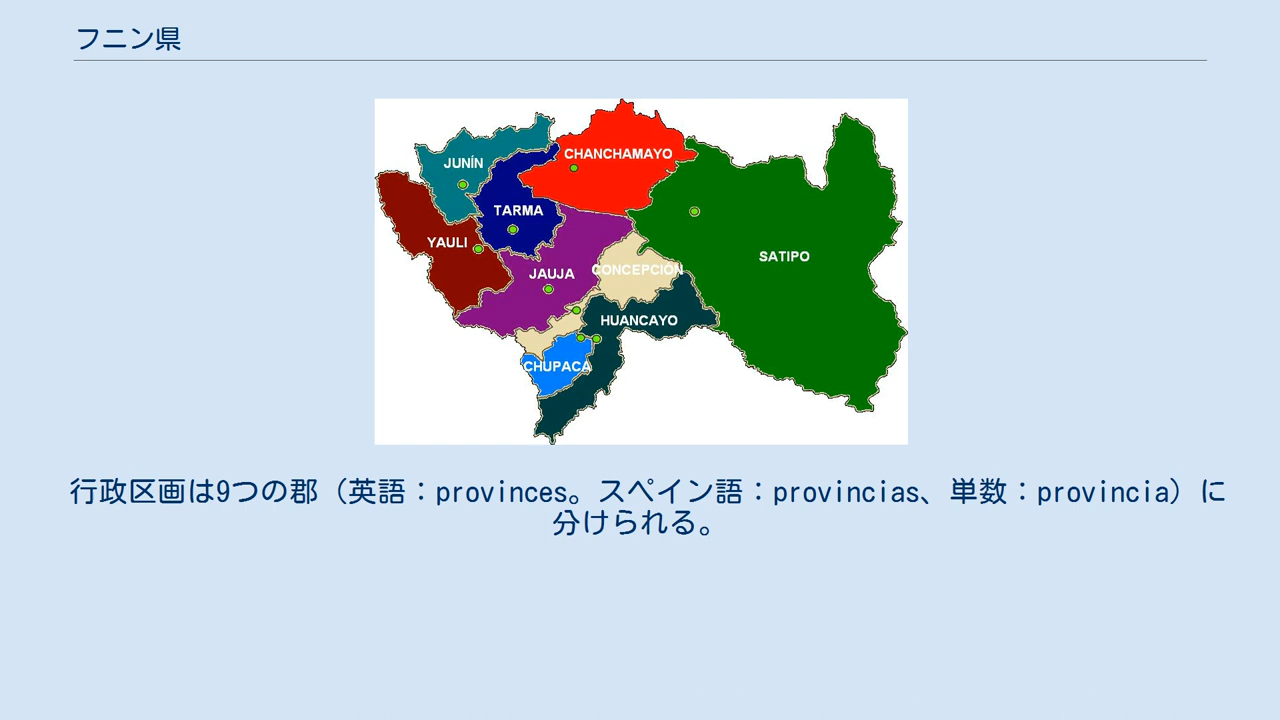 フニン県
CHANCHAMAYO
JUNÍN
TARMA
YAULI
SATIPO
CONCEPCIÓN
JAUJA
HUANCAYO
CHUPACA
行政区画は9つの郡（英語：provinces。スペイン語：provincias、単数：provincia）に
分けられる。